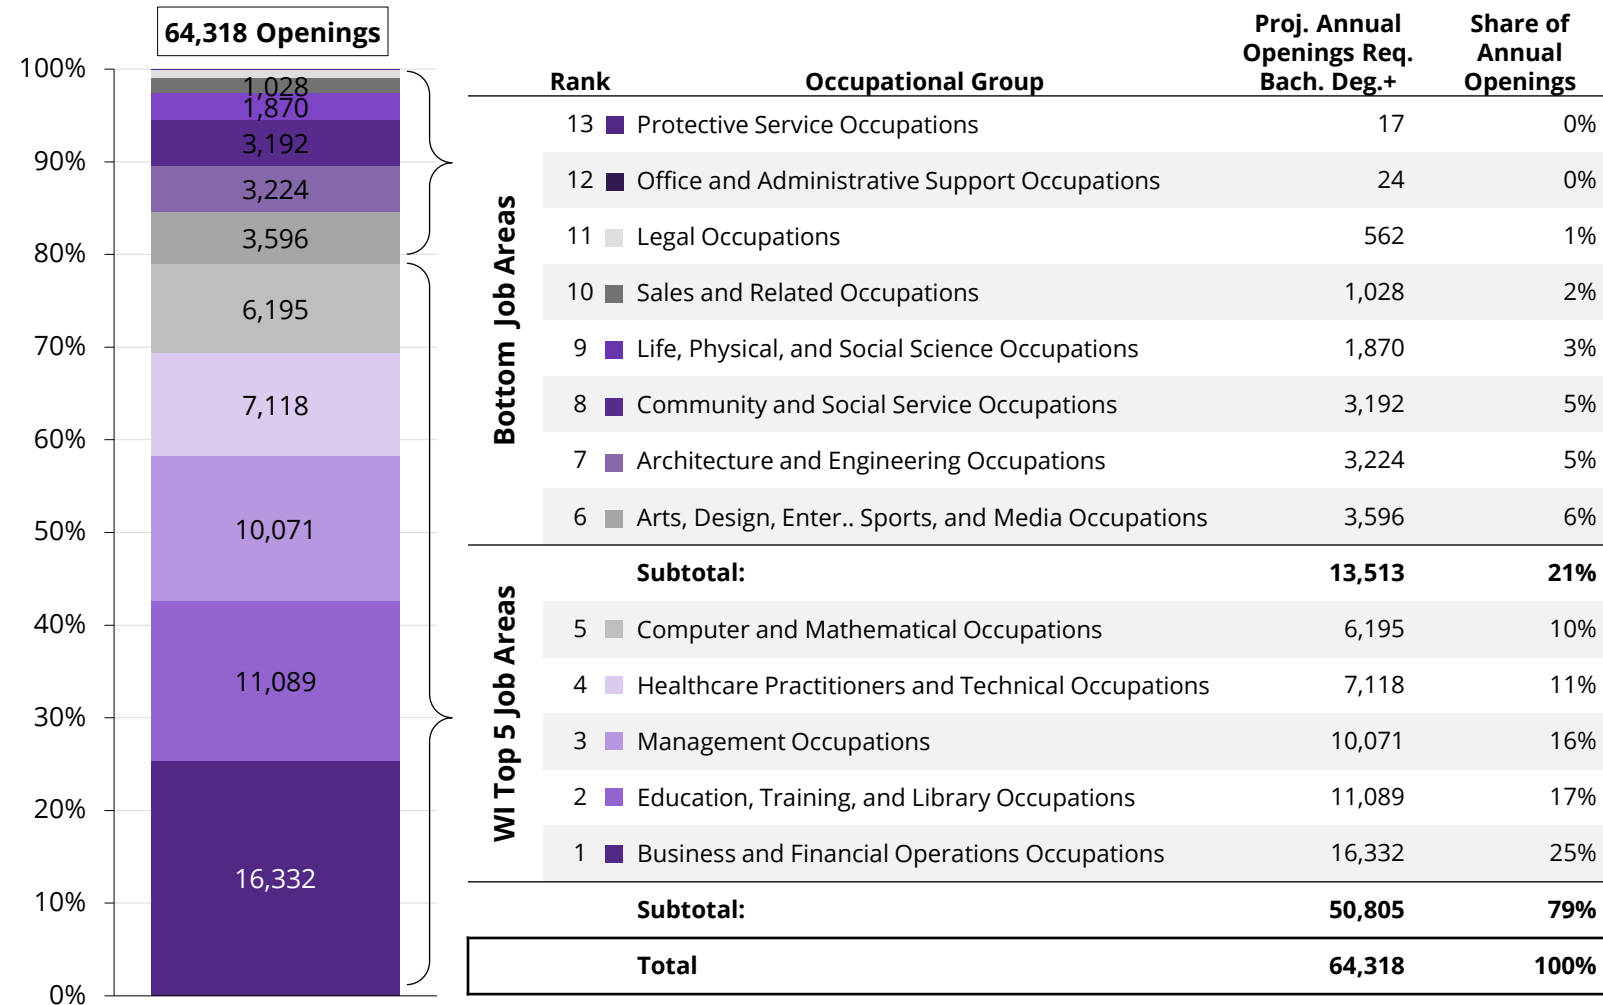 64,318 Openings
100%
90%
80%
70%
60%
50%
40%
30%
20%
10%
0%
1,028
1,870
3,192
3,224
3,596
6,195
7,118
10,071
11,089
16,332
Rank Occupational Group Proj. Annual Openings Req. Bach. Deg.+ Share of Annual Openings
Bottom Job Areas
13 Protective Service Occupations 17 0%
12 Office and Administrative Support Occupations 24 0%
11 Legal Occupations 562 1%
10 Sales and Related Occupations 1,028 2%
9 Life, Physical, and Social Science Occupations 1,870 3%
8 Community and Social Service Occupations 3,192 5%
7 Architecture and Engineering Occupations 3,224 5%
6 Arts, Design, Enter.. Sports, and Media Occupations 3,596 6%
Subtotal: 13,513 21%
WI Top 5 Job Areas
5 Computer and Mathematical Occupations 6,195 10%
4 Healthcare Practitioners and Technical Occupations 7,118 11%
3 Management Occupations 10,071 16%
2 Education, Training, and Library Occupations 11,089 17%
1 Business and Financial Operations Occupations 16,332 25%
Subtotal: 50,805 79%
Total 64,318 100%